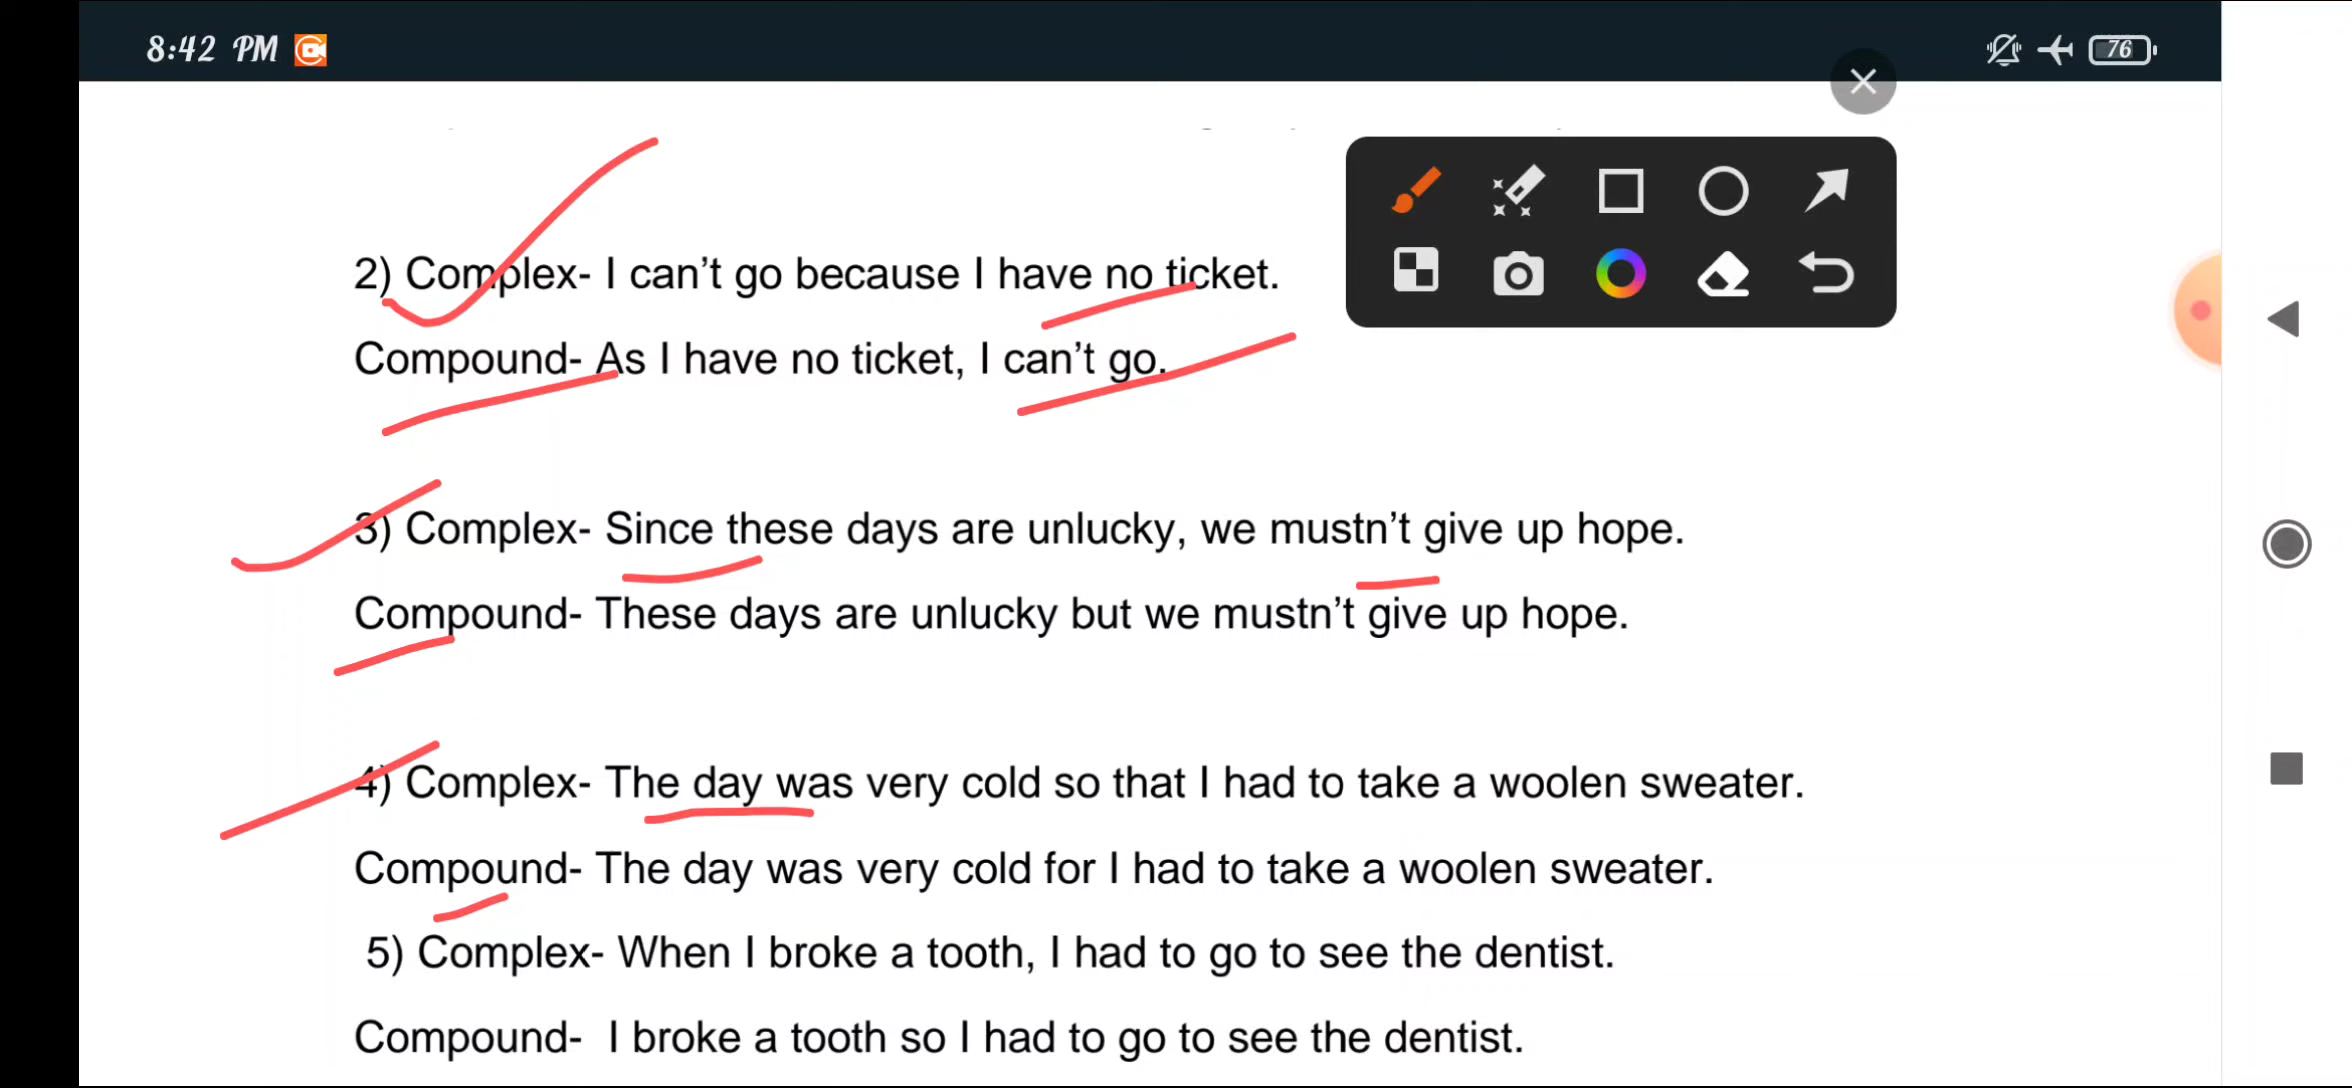 8:42 PM
76
2) Complex- I can't go because I have no ticket.
Compound- As I have no ticket, I can't go.
3) Complex- Since these days are unlucky, we mustn't give up hope.
Compound- These days are unlucky but we mustn't give up hope.
4) Complex- The day was very cold so that I had to take a woolen sweater.
Compound- The day was very cold for I had to take a woolen sweater.
5) Complex- When I broke a tooth, I had to go to see the dentist.
Compound- I broke a tooth so I had to go to see the dentist.